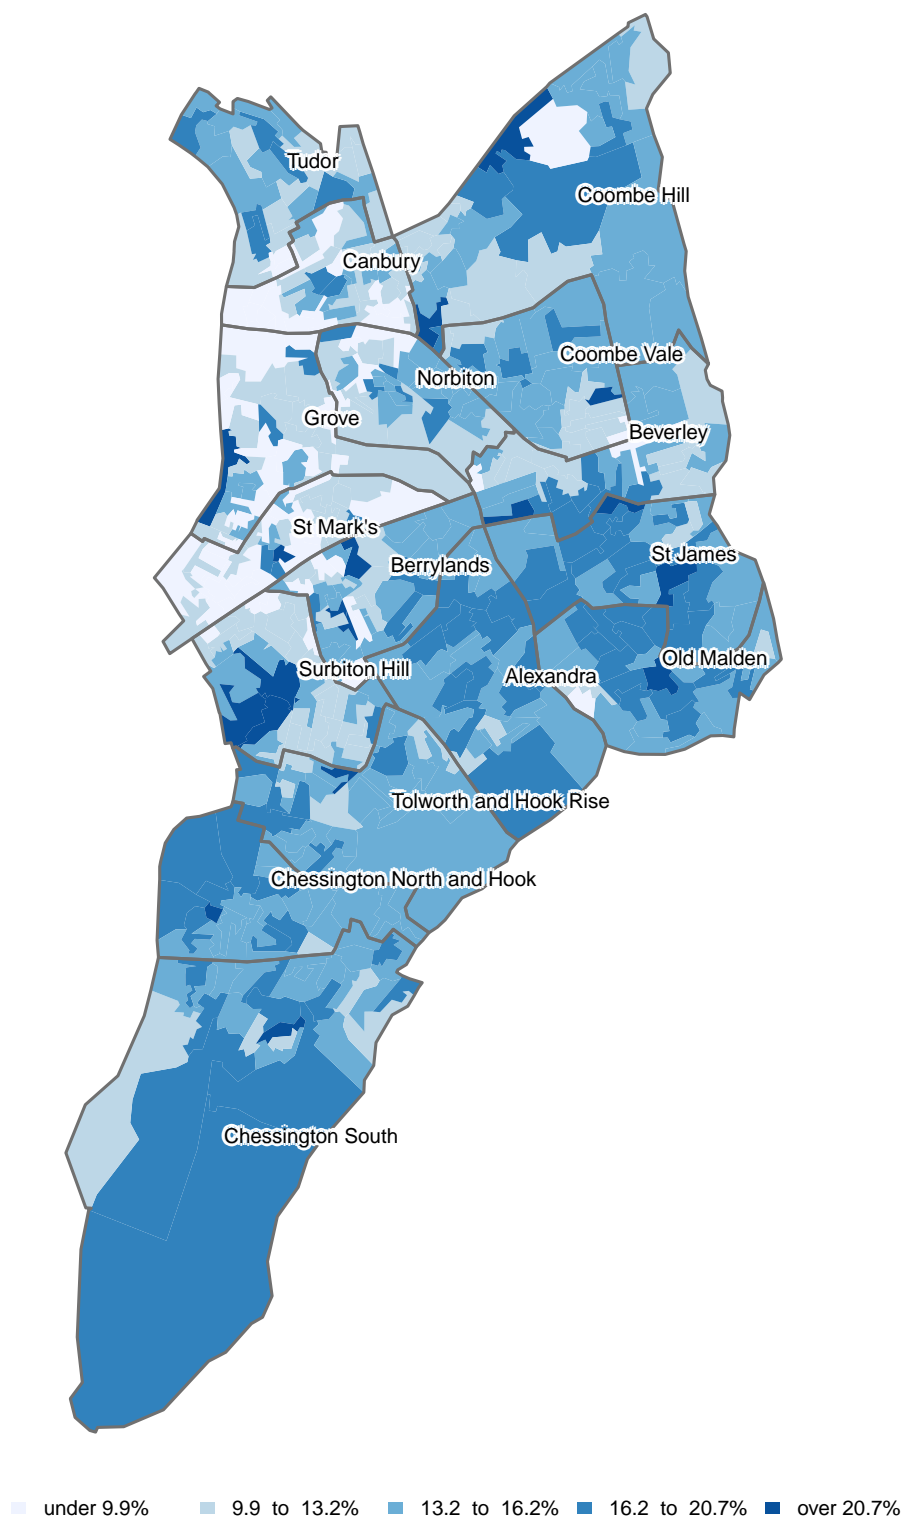 Tudor
Coombe Hill
Canbury
Coombe Vale
Norbiton
Grove
Beverley
St Mark's
St James
Berrylands
Old Malden
Surbiton Hill
Alexandra
Tolworth and Hook Rise
Chessington North and Hook
Chessington South
under 9.9% 9.9 to 13.2% 13.2 to 16.2% 16.2 to 20.7% over 20.7%